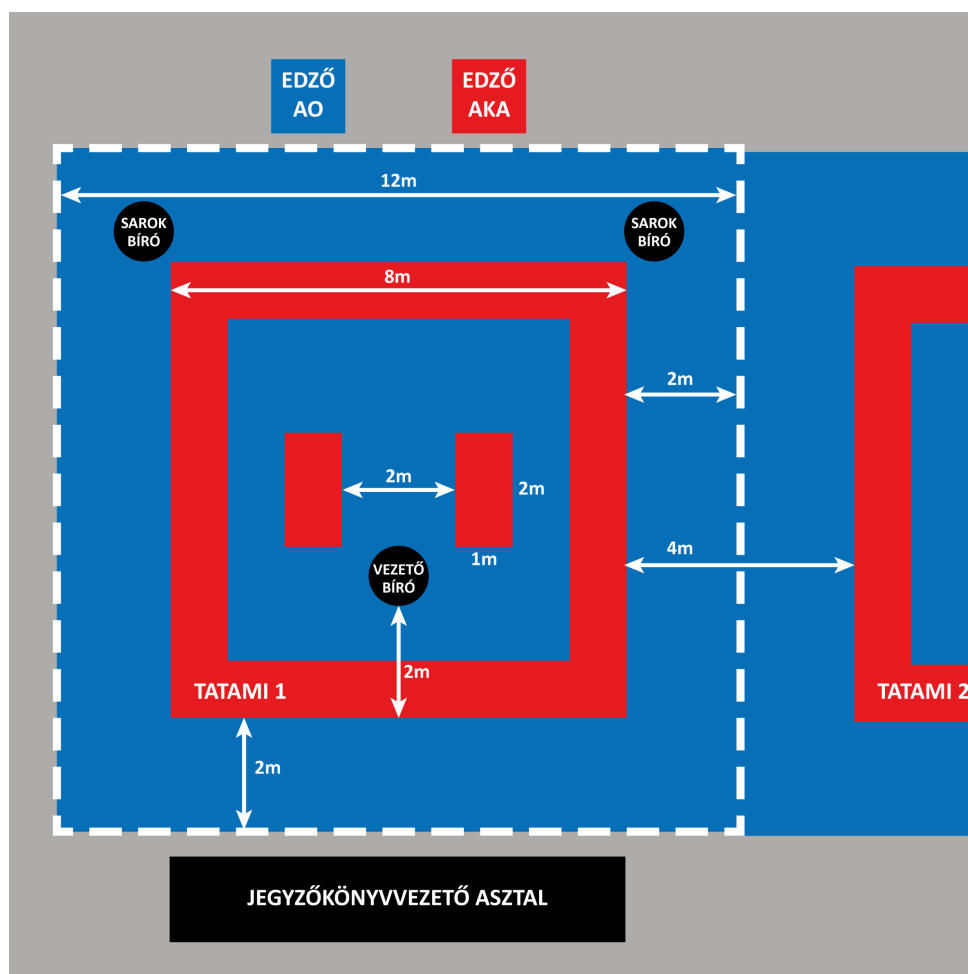 EDZŐ
AO
EDZŐ
AKA
12m
SAROK
BÍRÓ
SAROK
BÍRÓ
8m
2m
2m
2m
1m
4m
VEZETŐ
BÍRÓ
2m
TATAMI 1
TATAMI 2
2m
JEGYZŐKÖNYVVEZETŐ ASZTAL